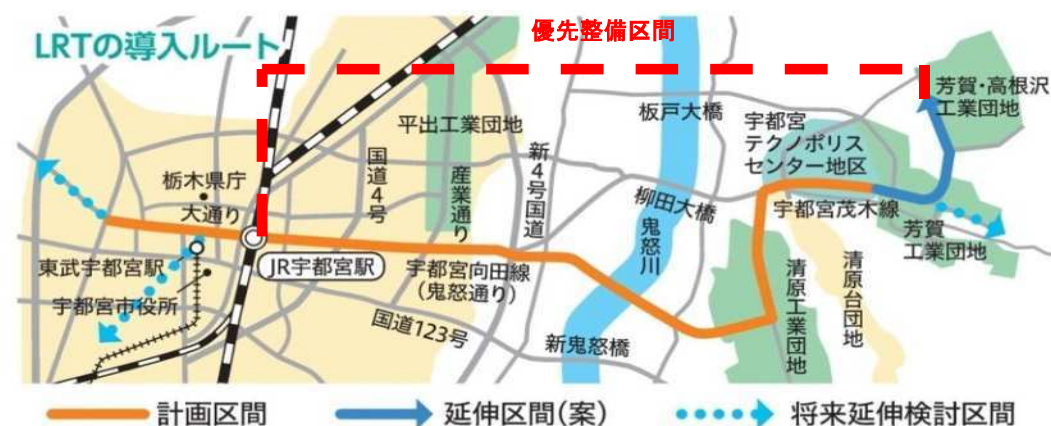 LRTの導入ルート
優先整備区間
芳賀・高根沢
工業団地
板戸大橋
宇都宮
テクノポリス
センター地区
平出工業団地
国道4号
産業通り
新4号国道
栃木県庁
大通り
柳田大橋
鬼怒川
宇都宮茂木線
芳賀
工業団地
東武宇都宮駅
JR宇都宮駅
宇都宮向田線
(鬼怒通り)
宇都宮市役所
国道123号
新鬼怒橋
清原工業団地
清原台団地
計画区間
延伸区間(案)
将来延伸検討区間